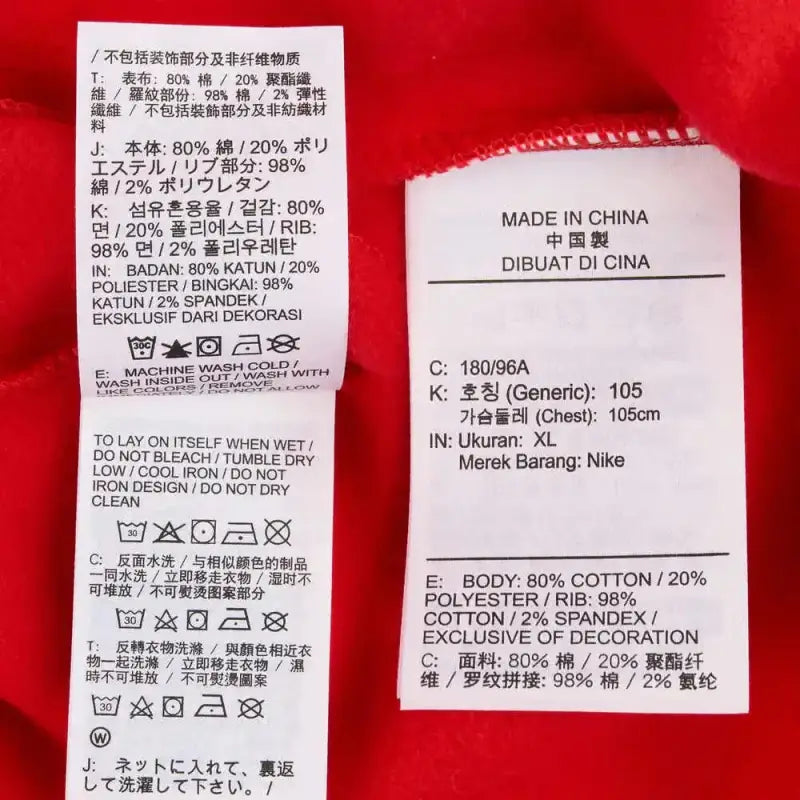 / 不包括装饰部分及非纤维物质
T: 表布: 80% 棉 / 20% 聚酯纖
維 / 羅紋部份: 98% 棉 / 2% 彈性
纖維 / 不包括裝飾部分及非紡織材
料
J: 本体: 80% 綿 / 20% ポリ
エステル / リブ部分: 98%
綿 / 2% ポリウレタン
K: 섬유혼용율 / 겉감: 80%
면 / 20% 폴리에스터 / RIB:
98% 면 / 2% 폴리우레탄
IN: BADAN: 80% KATUN / 20%
POLIESTER / BINGKAI: 98%
KATUN / 2% SPANDEK /
EKSKLUSIF DARI DEKORASI
30C
E: MACHINE WASH COLD /
WASH INSIDE OUT / WASH WITH
LIKE COLORS / REMOVE
DO NOT ALLOW
TO LAY ON ITSELF WHEN WET /
DO NOT BLEACH / TUMBLE DRY
LOW / COOL IRON / DO NOT
IRON DESIGN / DO NOT DRY
CLEAN
30
C: 反面水洗 / 与相似颜色的制品
一同水洗 / 立即移走衣物 / 湿时不
可堆放 / 不可熨烫图案部分
30
T: 反轉衣物洗滌 / 與顏色相近衣
物一起洗滌 / 立即移走衣物 / 濕
時不可堆放 / 不可熨燙圖案
30
W
J: ネットに入れて、裏返
して洗濯して下さい。 /
MADE IN CHINA
中国製
DIBUAT DI CINA
C: 180/96A
K: 호칭 (Generic): 105
가슴둘레 (Chest): 105cm
IN: Ukuran: XL
Merek Barang: Nike
E: BODY: 80% COTTON / 20%
POLYESTER / RIB: 98%
COTTON / 2% SPANDEX /
EXCLUSIVE OF DECORATION
C: 面料: 80% 棉 / 20% 聚酯纤
维 / 罗纹拼接: 98% 棉 / 2% 氨纶